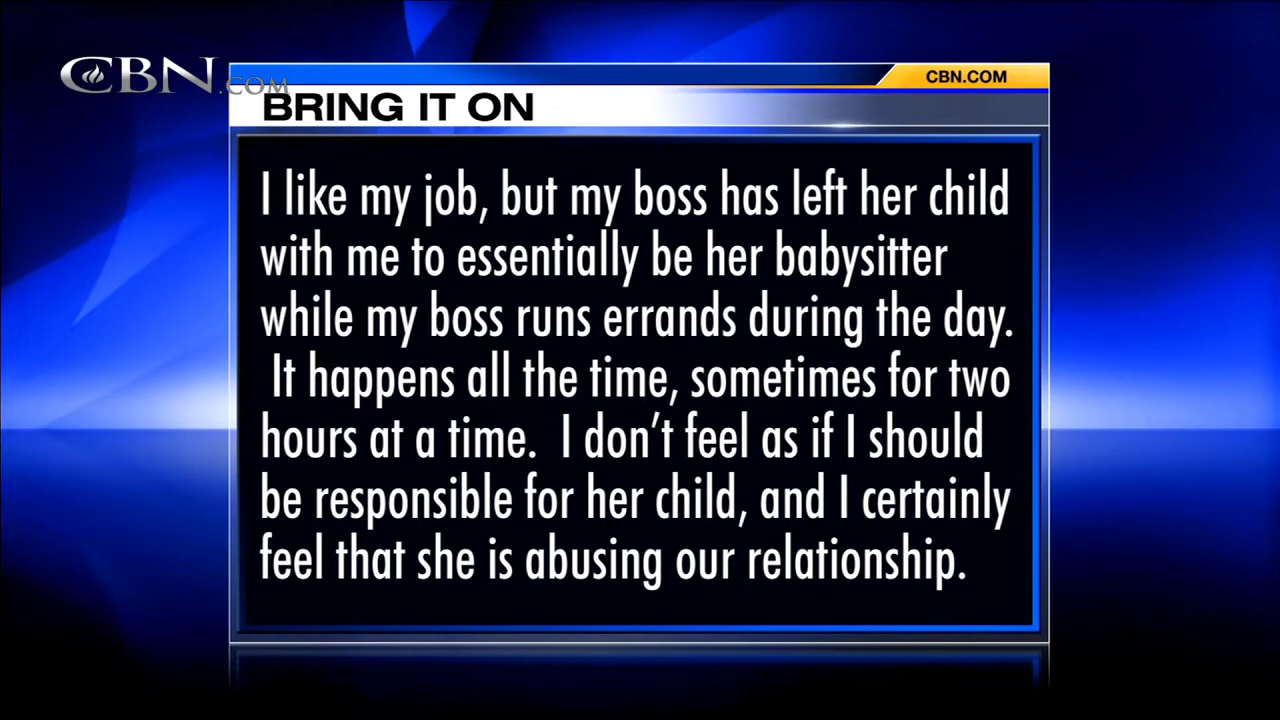 CBN.COM
CBN.COM
BRING IT ON
I like my job, but my boss has left her child
with me to essentially be her babysitter
while my boss runs errands during the day.
It happens all the time, sometimes for two
hours at a time.  I don’t feel as if I should
be responsible for her child, and I certainly
feel that she is abusing our relationship.